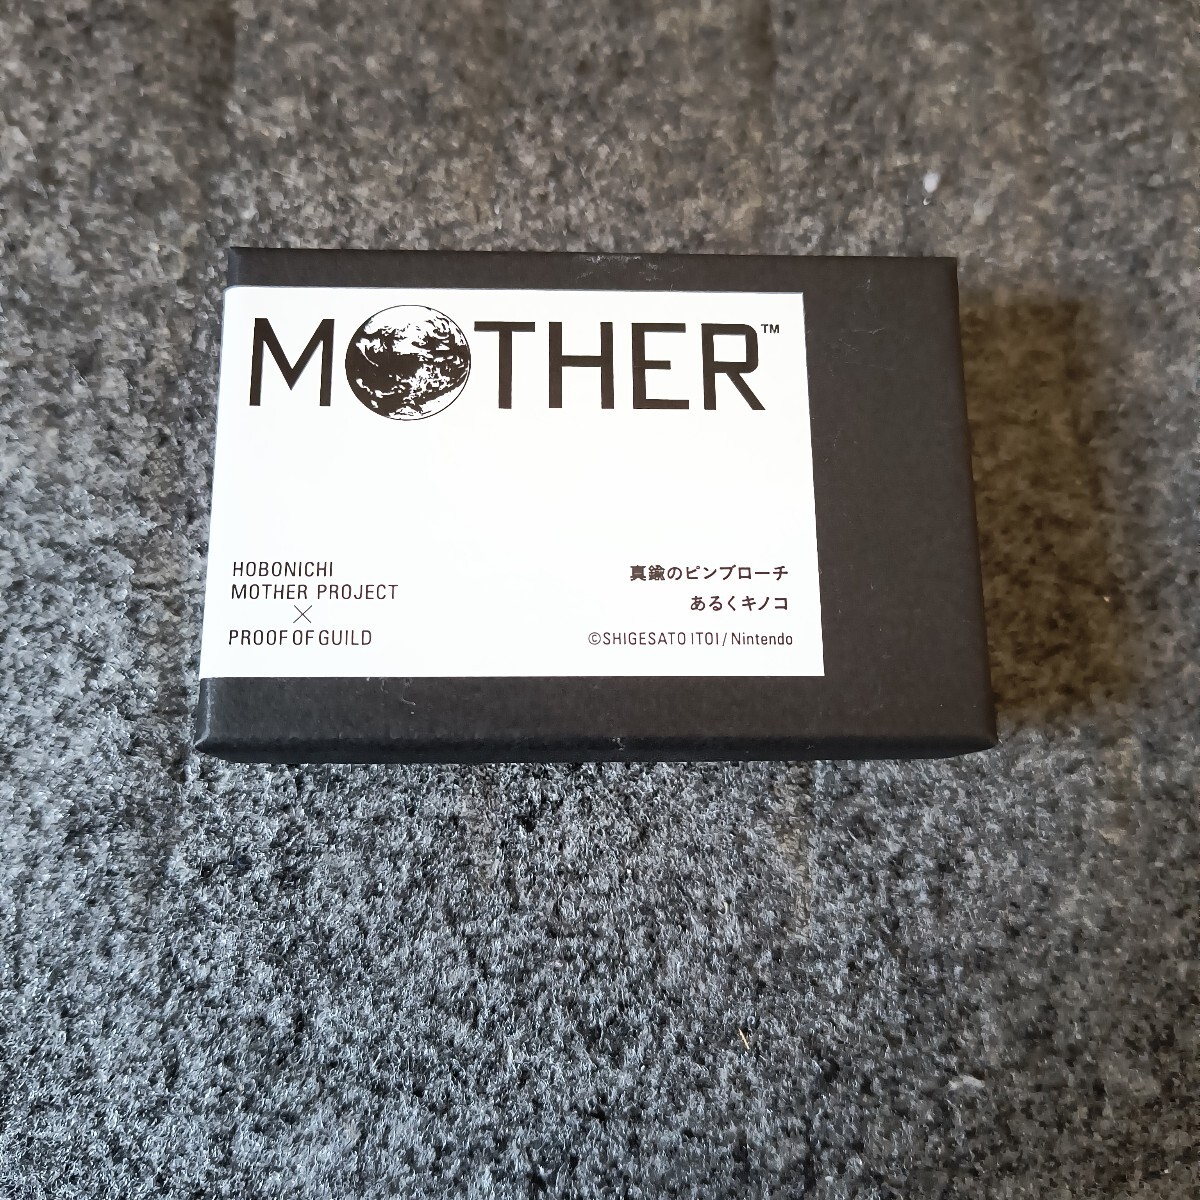 MOTHER™
HOBONICHI
MOTHER PROJECT
×
PROOF OF GUILD
真鍮のピンブローチ
あるくキノコ
©SHIGESATO ITOI / Nintendo